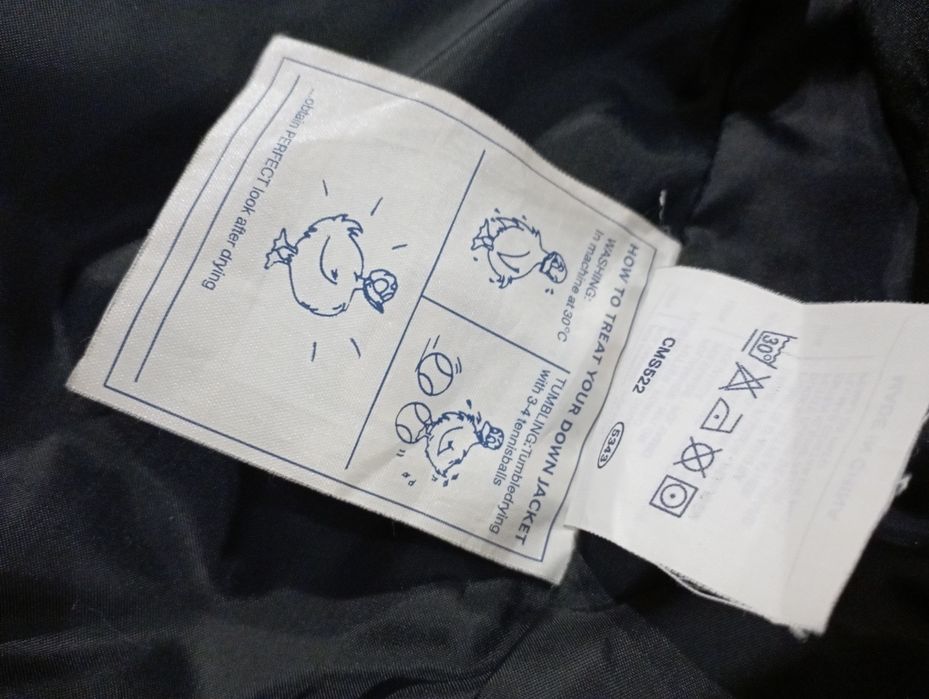 HOW TO TREAT YOUR DOWN JACKET
WASHING:
In machine at 30°C
TUMBLING:Tumbledrying
with 3-4 tennisballs
...obtain PERFECT look after drying
CMS522
5343
30°